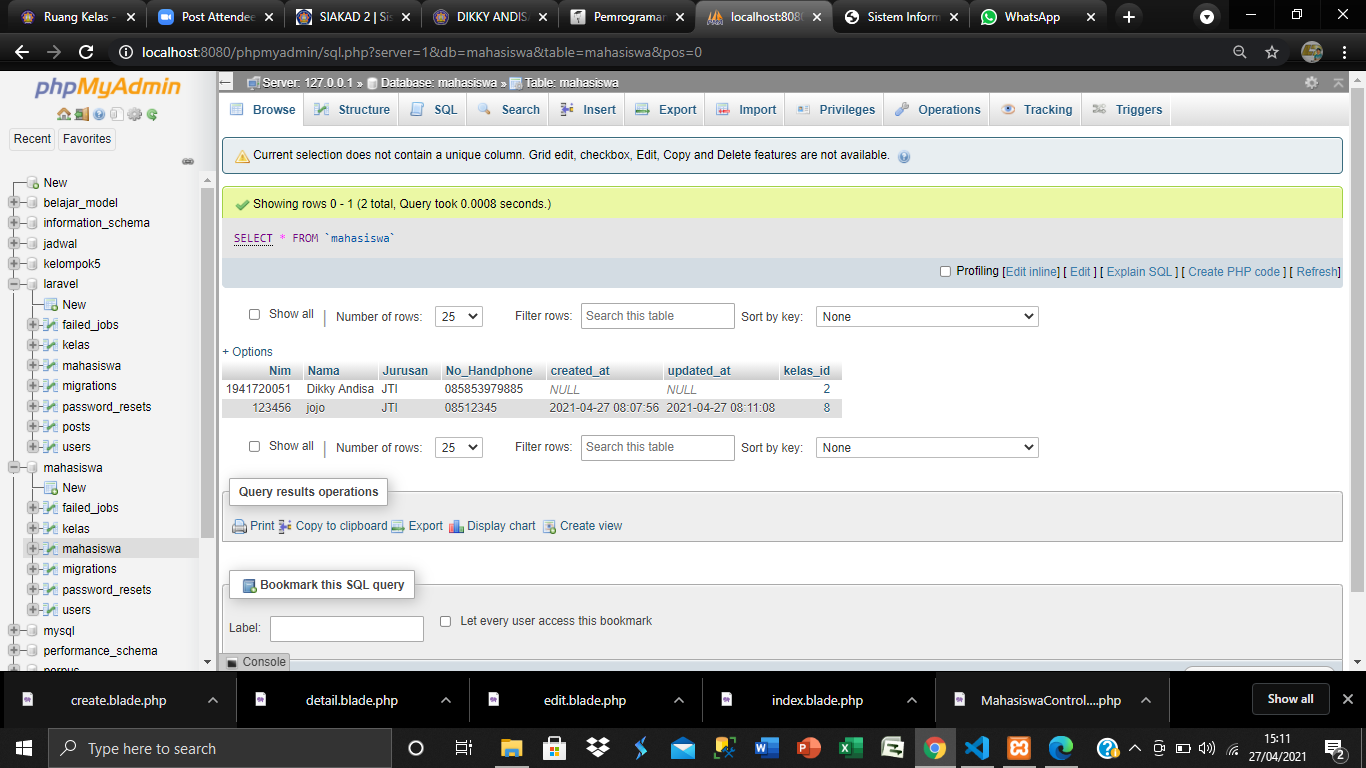 Ruang Kelas -
Post Attendee
SIAKAD 2 | Sis
DIKKY ANDISA
Pemrograman
localhost:8080
Sistem Inform
WhatsApp
localhost:8080/phpmyadmin/sql.php?server=1&db=mahasiswa&table=mahasiswa&pos=0
phpMyAdmin
Recent Favorites
New
belajar_model
information_schema
jadwal
kelompok5
laravel
New
failed_jobs
kelas
mahasiswa
migrations
password_resets
posts
users
mahasiswa
New
failed_jobs
kelas
mahasiswa
migrations
password_resets
users
mysql
performance_schema
Server: 127.0.0.1 » Database: mahasiswa » Table: mahasiswa
Browse Structure SQL Search Insert Export Import Privileges Operations Tracking Triggers
Current selection does not contain a unique column. Grid edit, checkbox, Edit, Copy and Delete features are not available.
Showing rows 0 - 1 (2 total, Query took 0.0008 seconds.)
SELECT * FROM `mahasiswa`
Profiling [Edit inline] [ Edit ] [ Explain SQL ] [ Create PHP code ] [ Refresh]
Show all | Number of rows: 25 Filter rows: Search this table Sort by key: None
+ Options
Nim Nama Jurusan No_Handphone created_at updated_at kelas_id
1941720051 Dikky Andisa JTI 085853979885 NULL NULL 2
123456 jojo JTI 08512345 2021-04-27 08:07:56 2021-04-27 08:11:08 8
Show all | Number of rows: 25 Filter rows: Search this table Sort by key: None
Query results operations
Print Copy to clipboard Export Display chart Create view
Bookmark this SQL query
Label: Let every user access this bookmark
Console
create.blade.php
detail.blade.php
edit.blade.php
index.blade.php
MahasiswaControl....php
Show all
Type here to search
15:11
27/04/2021
2